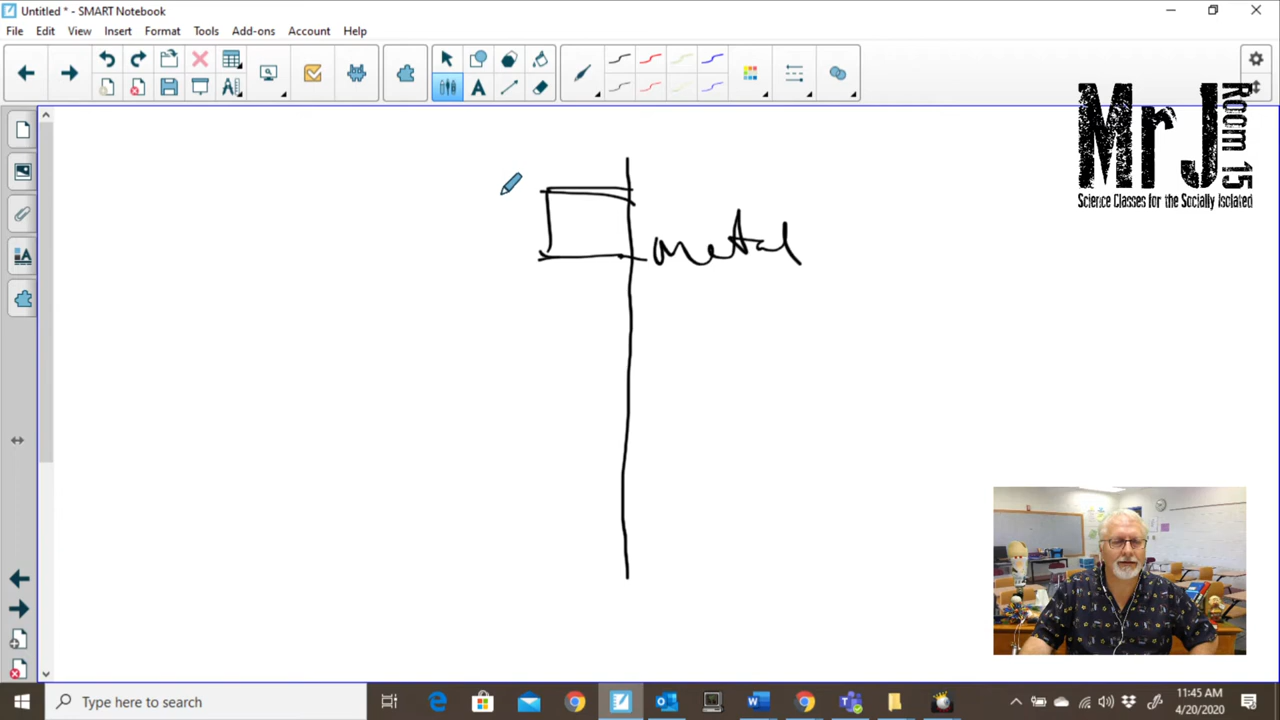 Untitled * - SMART Notebook
File Edit View Insert Format Tools Add-ons Account Help
MrJ
Room 15
Science Classes for the Socially Isolated
metal
Type here to search
11:45 AM
4/20/2020